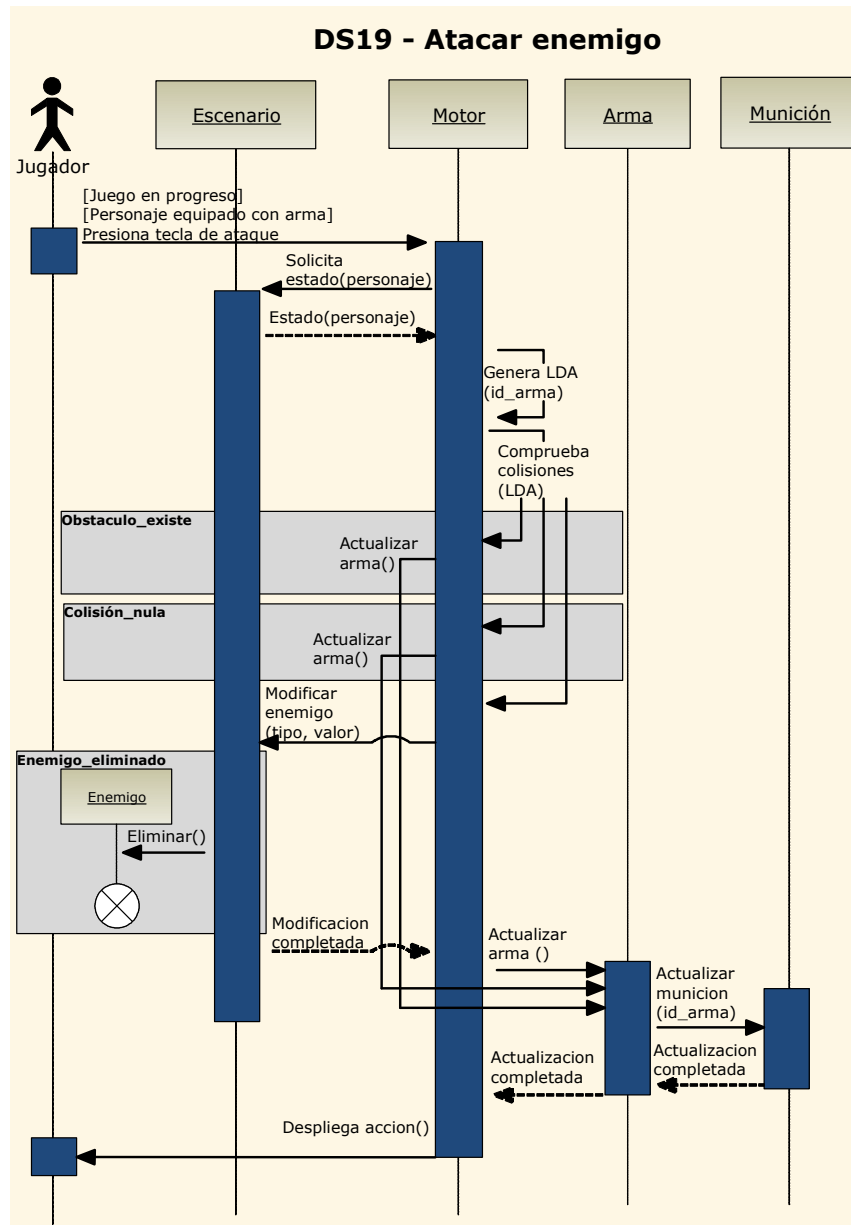 DS19 - Atacar enemigo
Escenario
Motor
Arma
Munición
Jugador
[Juego en progreso]
[Personaje equipado con arma]
Presiona tecla de ataque
Solicita
estado(personaje)
Estado(personaje)
Genera LDA
(id_arma)
Comprueba
colisiones
(LDA)
Obstaculo_existe
Actualizar
arma()
Colisión_nula
Actualizar
arma()
Modificar
enemigo
(tipo, valor)
Enemigo_eliminado
Enemigo
Eliminar()
Modificacion
completada
Actualizar
arma ()
Actualizar
municion
(id_arma)
Actualizacion
completada
Actualizacion
completada
Despliega accion()